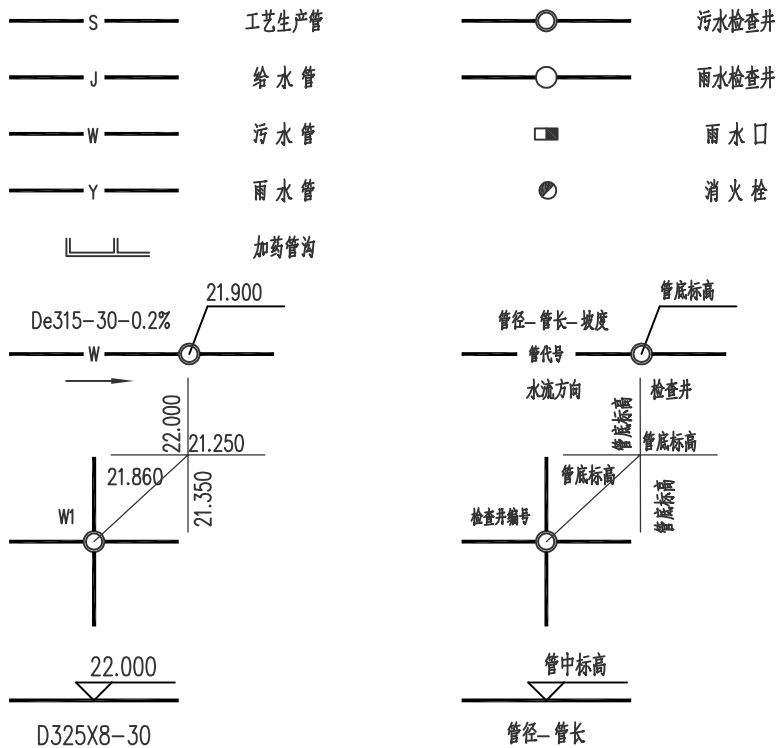 S 工艺生产管 污水检查井
J 给水管 雨水检查井
W 污水管 雨水口
Y 雨水管 消火栓
加药管沟
21.900 管底标高
De315-30-0.2% 管径-管长-坡度
W 管代号
水流方向 检查井
22.000 管底标高
21.250 管底标高
21.860 管底标高
21.350 管底标高
W1 检查井编号
22.000 管中标高
D325X8-30 管径-管长